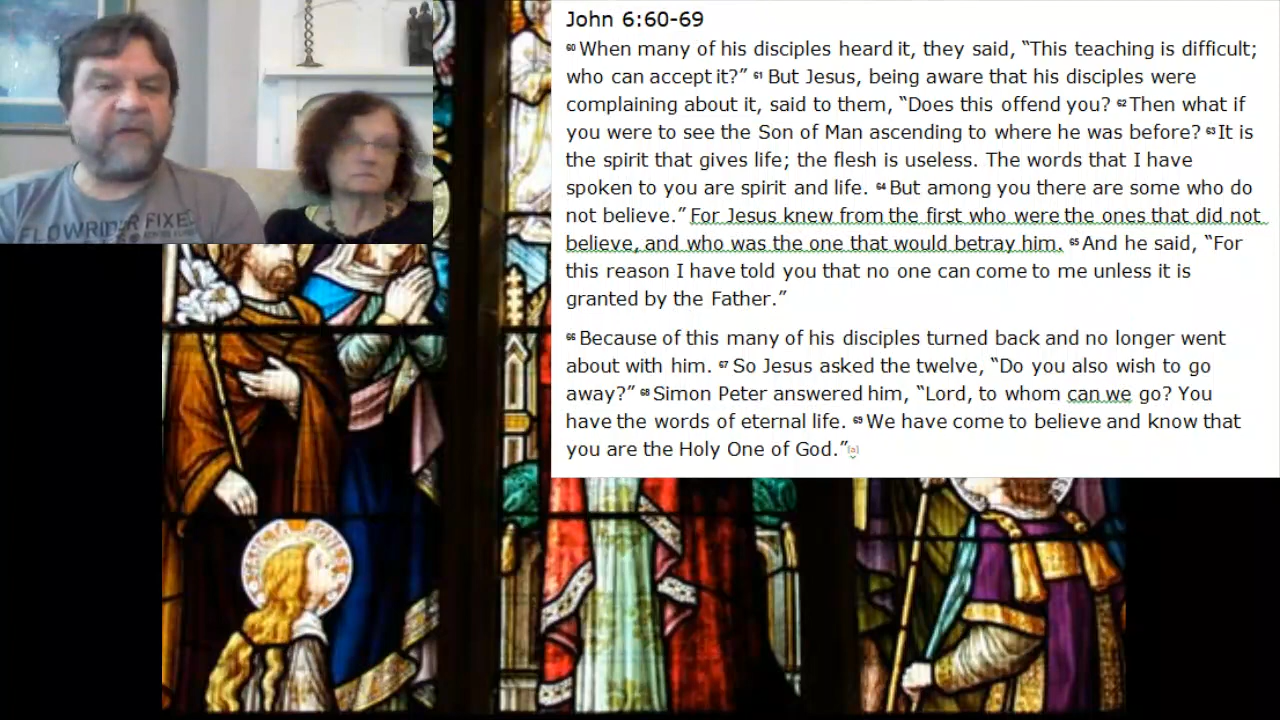 John 6:60-69
60 When many of his disciples heard it, they said, “This teaching is difficult;
who can accept it?” 61 But Jesus, being aware that his disciples were
complaining about it, said to them, “Does this offend you? 62 Then what if
you were to see the Son of Man ascending to where he was before? 63 It is
the spirit that gives life; the flesh is useless. The words that I have
spoken to you are spirit and life. 64 But among you there are some who do
not believe.” For Jesus knew from the first who were the ones that did not
believe, and who was the one that would betray him. 65 And he said, “For
this reason I have told you that no one can come to me unless it is
granted by the Father.”
66 Because of this many of his disciples turned back and no longer went
about with him. 67 So Jesus asked the twelve, “Do you also wish to go
away?” 68 Simon Peter answered him, “Lord, to whom can we go? You
have the words of eternal life. 69 We have come to believe and know that
you are the Holy One of God.”[a]
FLOWRIDER FIXED